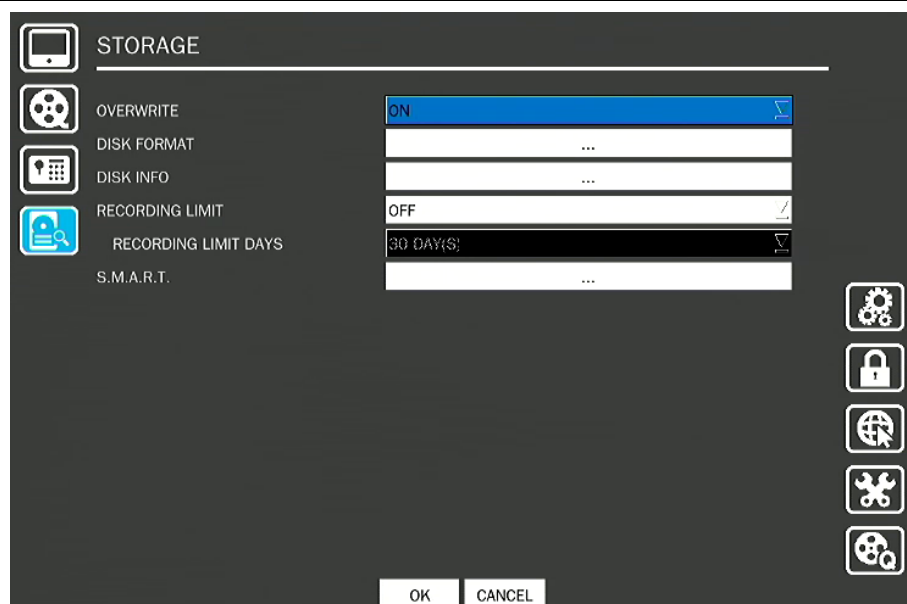 STORAGE
OVERWRITE ON
DISK FORMAT ...
DISK INFO ...
RECORDING LIMIT OFF
RECORDING LIMIT DAYS 30 DAY(S)
S.M.A.R.T. ...
Q
OK CANCEL